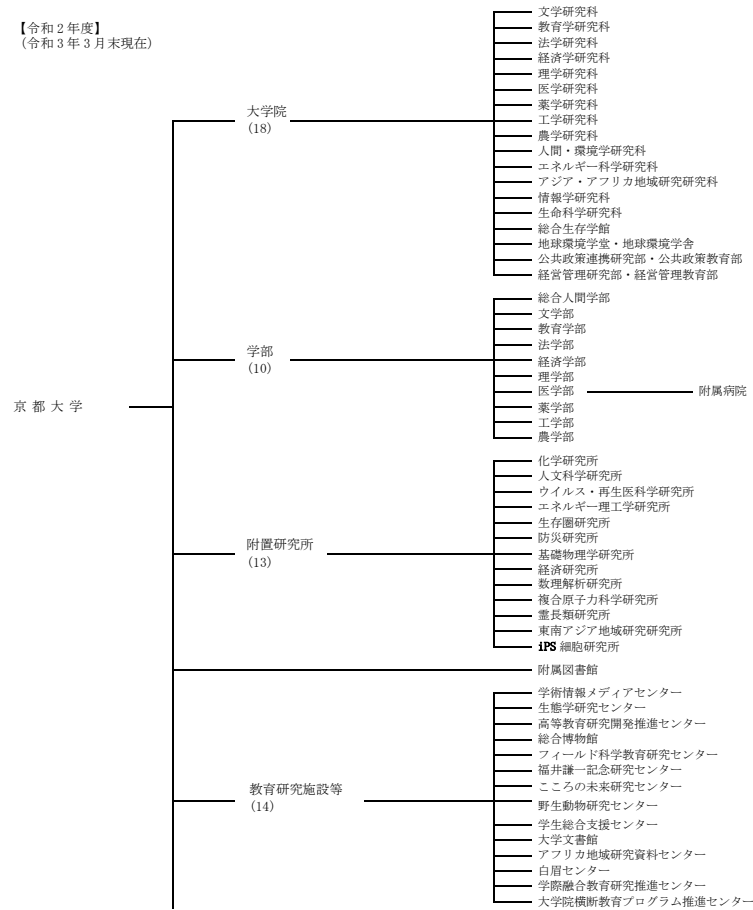 【令和2年度】
(令和3年3月末現在)
京都大学
大学院
(18)
文学研究科
教育学研究科
法学研究科
経済学研究科
理学研究科
医学研究科
薬学研究科
工学研究科
農学研究科
人間・環境学研究科
エネルギー科学研究科
アジア・アフリカ地域研究研究科
情報学研究科
生命科学研究科
総合生存学館
地球環境学堂・地球環境学舎
公共政策連携研究部・公共政策教育部
経営管理研究部・経営管理教育部
学部
(10)
総合人間学部
文学部
教育学部
法学部
経済学部
理学部
医学部
附属病院
薬学部
工学部
農学部
附置研究所
(13)
化学研究所
人文科学研究所
ウイルス・再生医科学研究所
エネルギー理工学研究所
生存圏研究所
防災研究所
基礎物理学研究所
経済研究所
数理解析研究所
複合原子力科学研究所
霊長類研究所
東南アジア地域研究研究所
iPS 細胞研究所
附属図書館
教育研究施設等
(14)
学術情報メディアセンター
生態学研究センター
高等教育研究開発推進センター
総合博物館
フィールド科学教育研究センター
福井謙一記念研究センター
こころの未来研究センター
野生動物研究センター
学生総合支援センター
大学文書館
アフリカ地域研究資料センター
白眉センター
学際融合教育研究推進センター
大学院横断教育プログラム推進センター